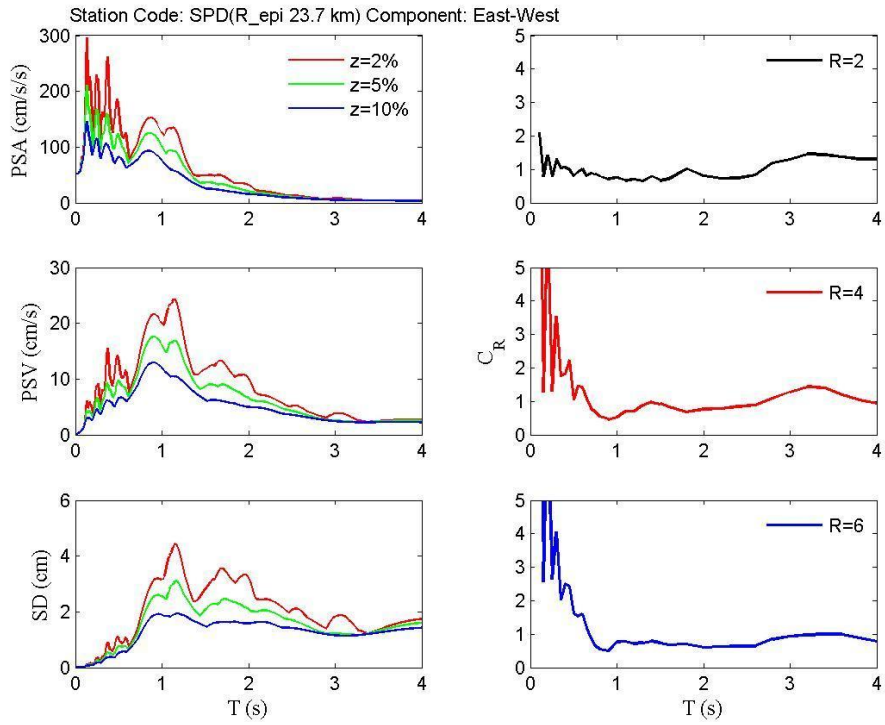 Station Code: SPD(R_epi 23.7 km) Component: East-West
300
200
100
0
PSA (cm/s/s)
z=2%
z=5%
z=10%
0 1 2 3 4
5
4
3
2
1
0
R=2
0 1 2 3 4
30
20
10
0
PSV (cm/s)
0 1 2 3 4
5
4
3
2
1
0
C_R
R=4
0 1 2 3 4
6
4
2
0
SD (cm)
0 1 2 3 4
T (s)
5
4
3
2
1
0
R=6
0 1 2 3 4
T (s)